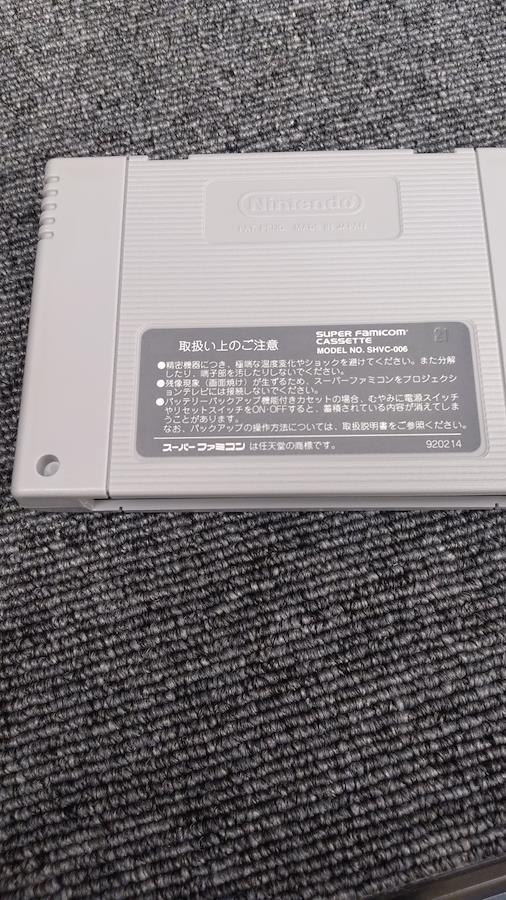 Nintendo
PAT. PEND. MADE IN JAPAN
取扱い上のご注意
SUPER FAMICOM
CASSETTE
MODEL NO. SHVC-006
21
●精密機器につき、極端な温度変化やショックを避けてください。また分解
したり、端子部を汚したりしないでください。
●残像現象(画面焼け)が生ずるため、スーパーファミコンをプロジェクシ
ョンテレビには接続しないでください。
●バッテリーバックアップ機能付きカセットの場合、むやみに電源スイッチ
やリセットスイッチをON・OFFすると、蓄積されている内容が消えてしま
うことがあります。
なお、バックアップの操作方法については、取扱説明書をご参照ください。
スーパーファミコン は任天堂の商標です。
920214